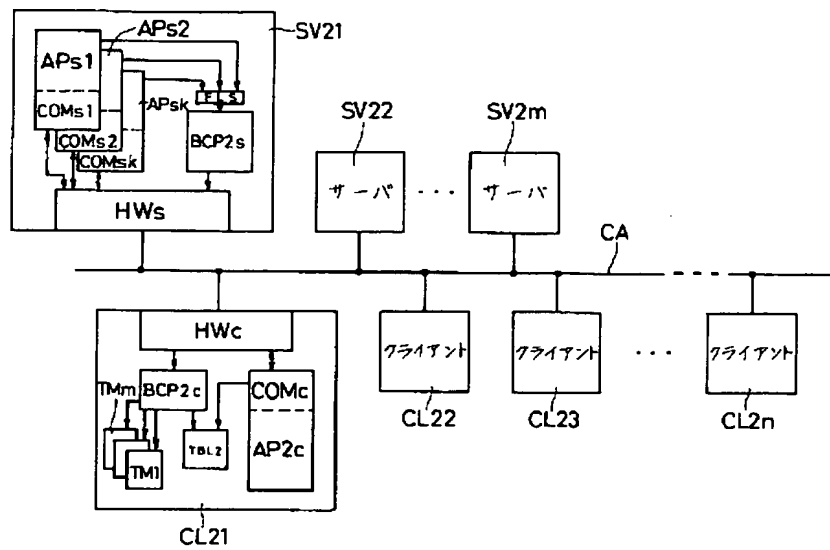 APs2
SV21
APs1
APsk
F S
COMs1
BCP2s
COMs2
COMsk
HWs
SV22
SV2m
サーバ
...
サーバ
CA
HWc
BCP2c
COMc
TMm
TBL2
AP2c
TM1
CL21
クライアント
クライアント
...
クライアント
CL22
CL23
CL2n